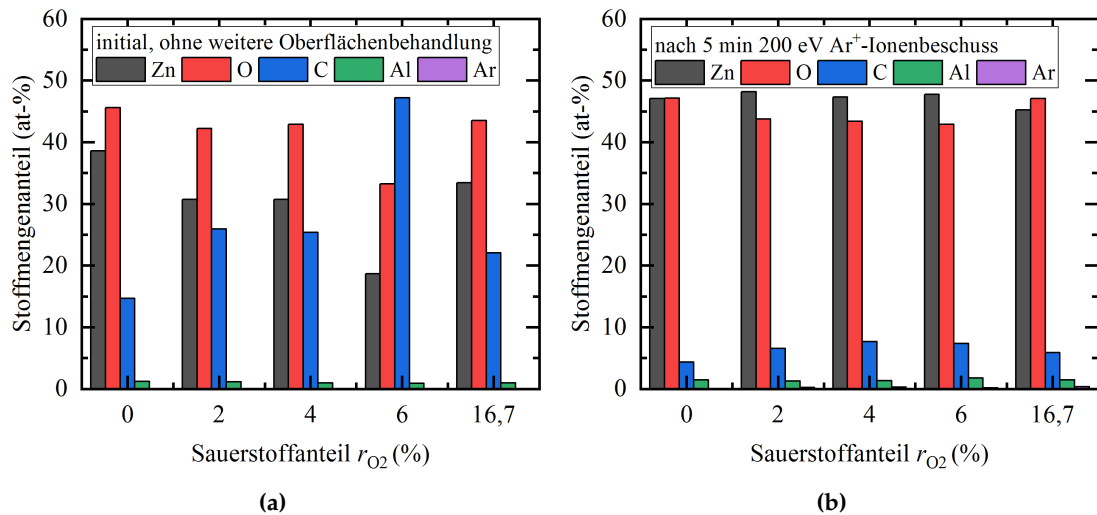 60
50
40
30
20
10
0
Stoffmengenanteil (at-%)
initial, ohne weitere Oberflächenbehandlung
Zn O C Al Ar
0 2 4 6 16,7
Sauerstoffanteil r_O2 (%)
(a)
60
50
40
30
20
10
0
Stoffmengenanteil (at-%)
nach 5 min 200 eV Ar⁺-Ionenbeschuss
Zn O C Al Ar
0 2 4 6 16,7
Sauerstoffanteil r_O2 (%)
(b)